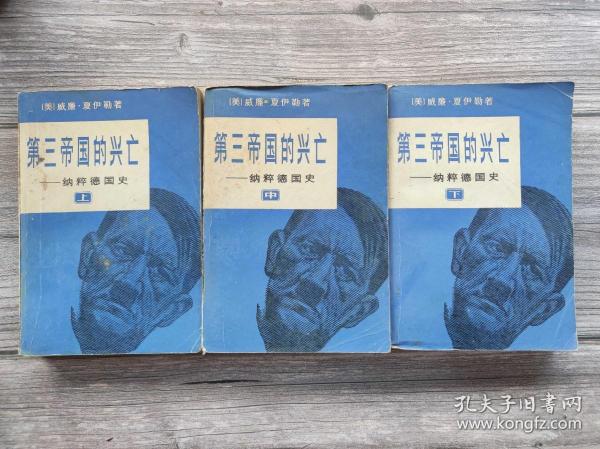 [美]威廉·夏伊勒著
第三帝国的兴亡
——纳粹德国史
上
[美]威廉·夏伊勒著
第三帝国的兴亡
——纳粹德国史
中
[美]威廉·夏伊勒著
第三帝国的兴亡
——纳粹德国史
下
孔夫子旧书网
www.kongfz.com